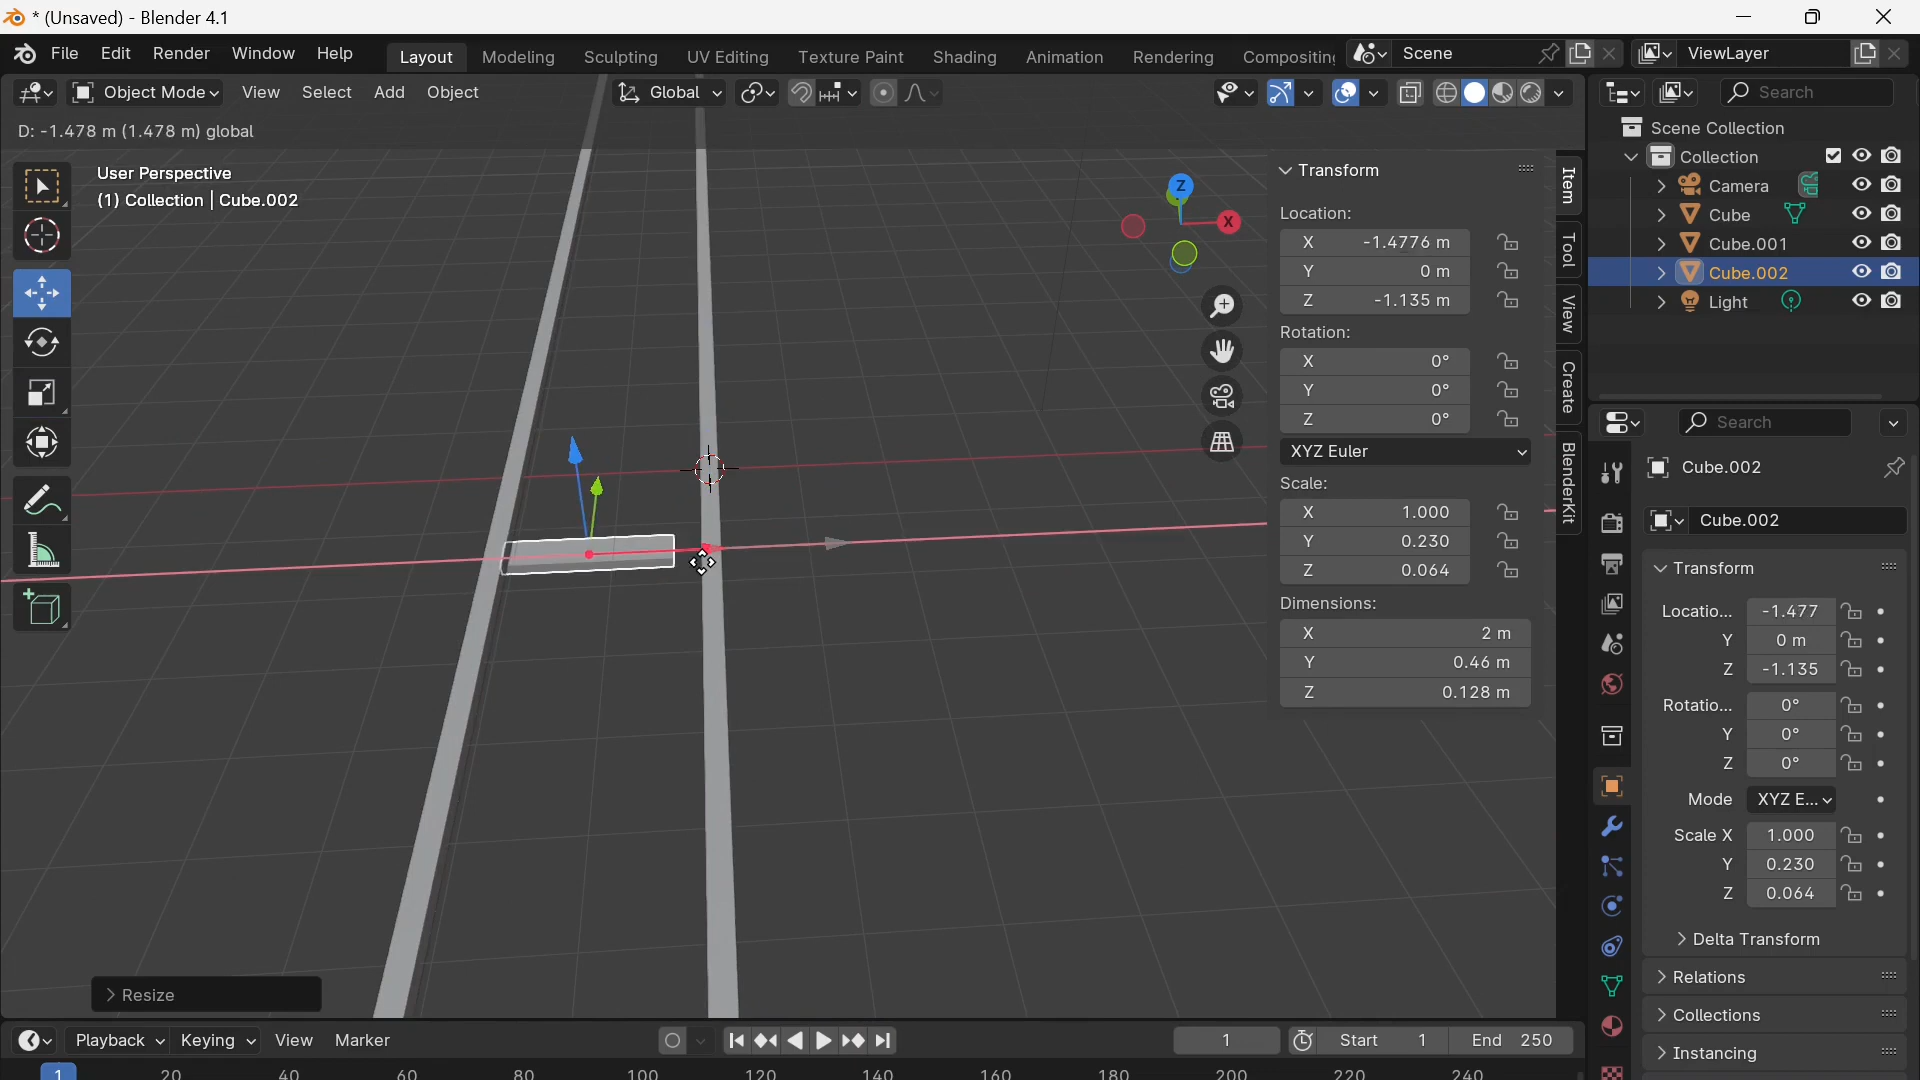 * (Unsaved) - Blender 4.1
File Edit Render Window Help
Layout Modeling Sculpting UV Editing Texture Paint Shading Animation Rendering Compositing
Scene
ViewLayer
Object Mode View Select Add Object
Global
Search
D: -1.478 m (1.478 m) global
User Perspective
(1) Collection | Cube.002
Z
X
Transform
Location:
X -1.4776 m
Y 0 m
Z -1.135 m
Rotation:
X 0°
Y 0°
Z 0°
XYZ Euler
Scale:
X 1.000
Y 0.230
Z 0.064
Dimensions:
X 2 m
Y 0.46 m
Z 0.128 m
Item
Tool
View
Create
BlenderKit
Scene Collection
Collection
Camera
Cube
Cube.001
Cube.002
Light
Search
Cube.002
Cube.002
Transform
Locatio... -1.477
Y 0 m
Z -1.135
Rotatio... 0°
Y 0°
Z 0°
Mode XYZ E...
Scale X 1.000
Y 0.230
Z 0.064
Delta Transform
Relations
Collections
Instancing
Resize
Playback Keying View Marker
1
Start 1
End 250
1 20 40 60 80 100 120 140 160 180 200 220 240